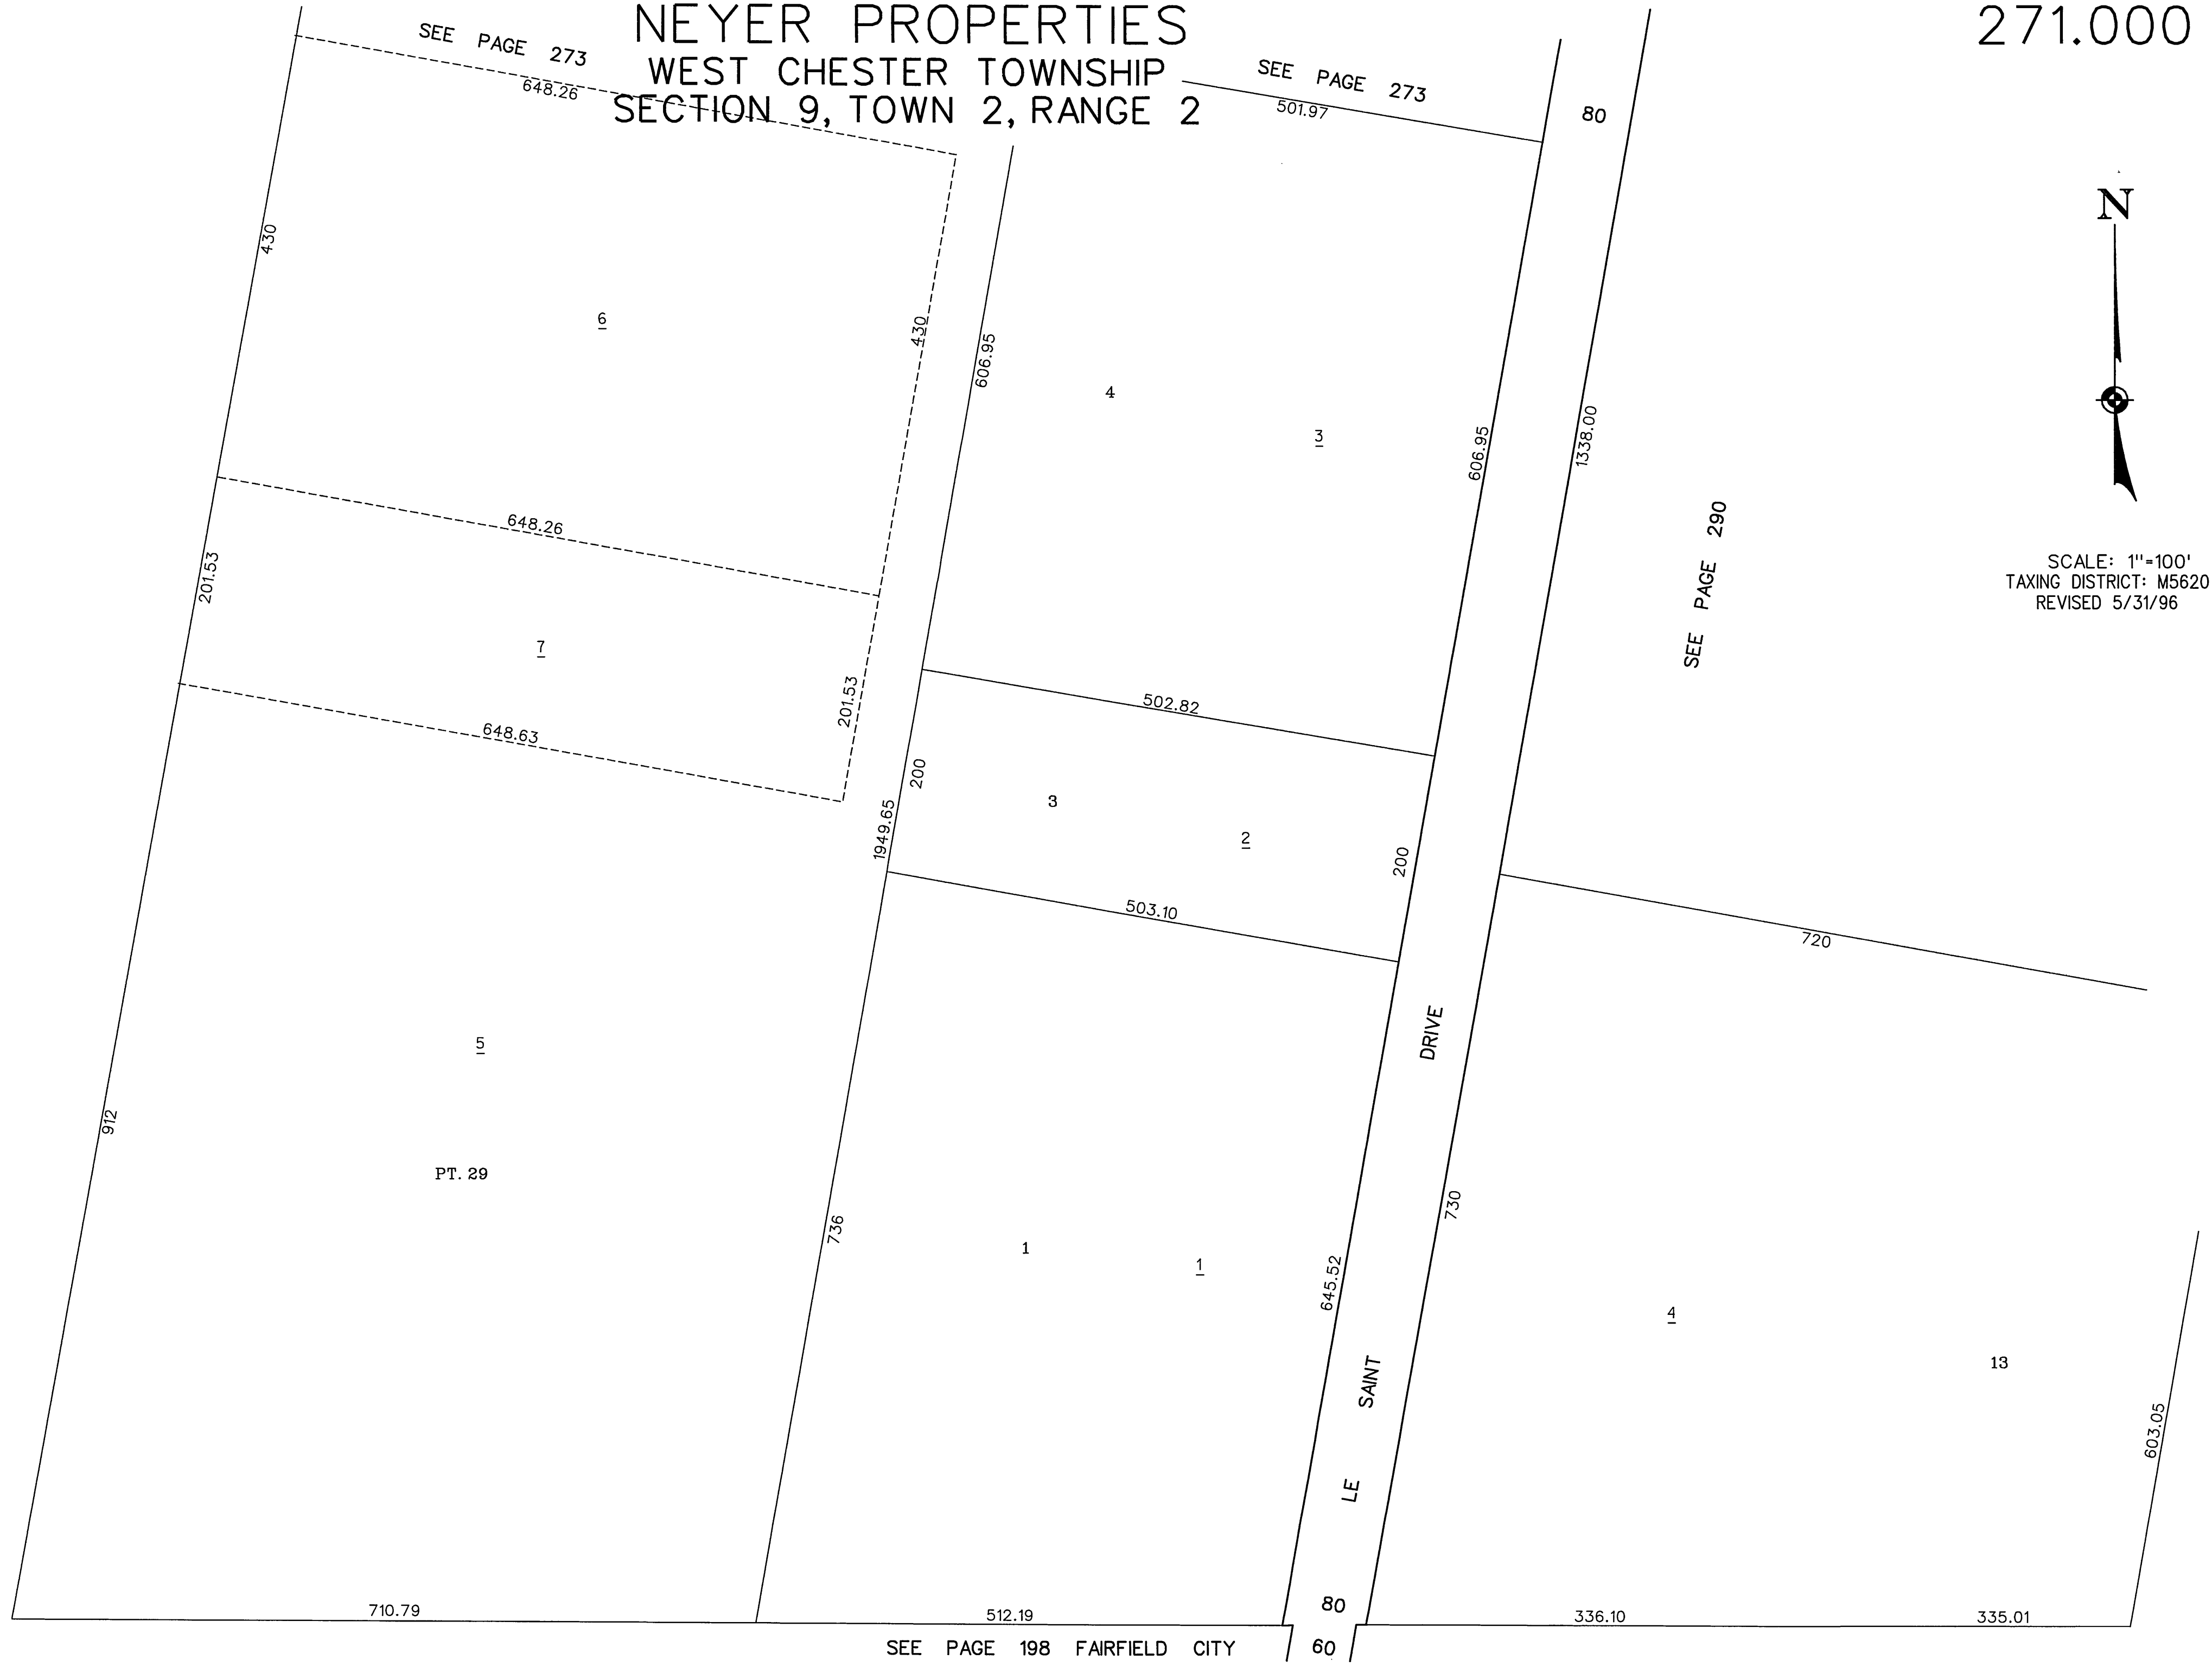 NEYER PROPERTIES
271.000
WEST CHESTER TOWNSHIP
SECTION 9, TOWN 2, RANGE 2
SEE PAGE 273
648.26
SEE PAGE 273
501.97
80
N
430
6
430
606.95
4
3
606.95
1338.00
SEE PAGE 290
SCALE: 1"=100'
TAXING DISTRICT: M5620
REVISED 5/31/96
648.26
201.53
7
201.53
648.63
502.82
200
3
2
200
1949.65
503.10
720
5
912
PT. 29
736
1
1
645.52
DRIVE
SAINT
LE
730
4
13
603.05
710.79
512.19
80
336.10
335.01
SEE PAGE 198 FAIRFIELD CITY
60